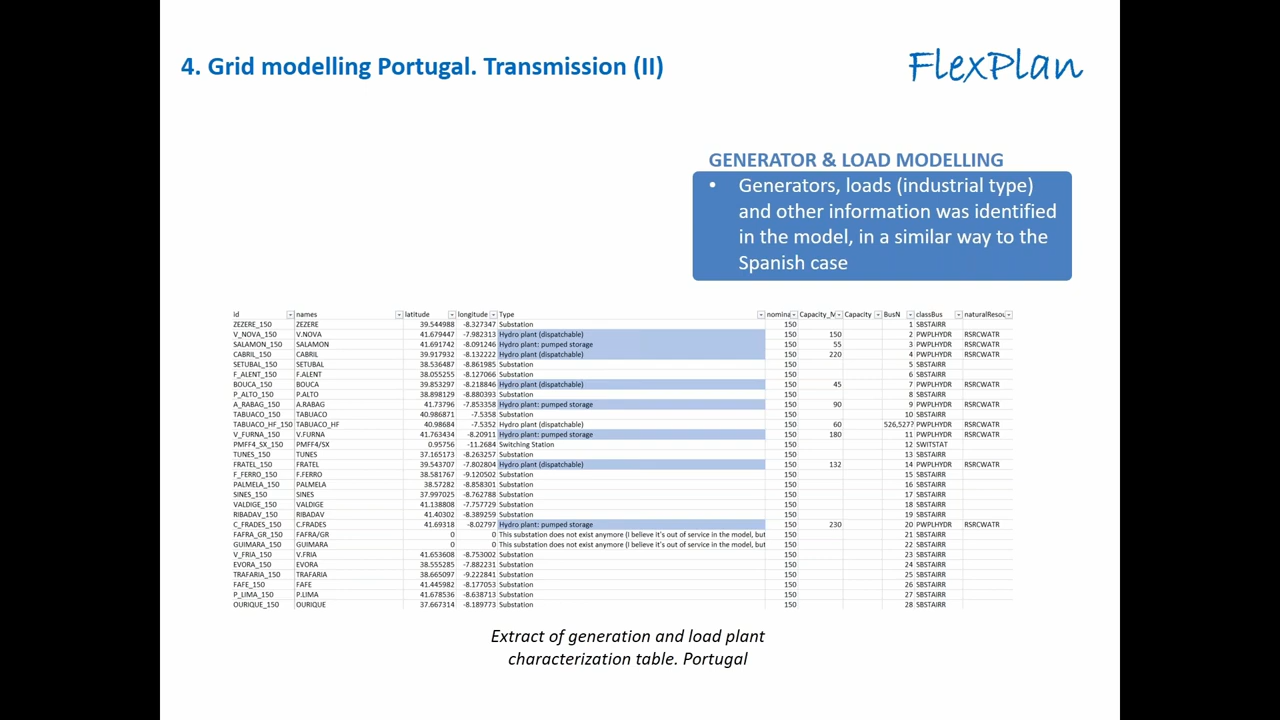 4. Grid modelling Portugal. Transmission (II)
FlexPlan
GENERATOR & LOAD MODELLING
• Generators, loads (industrial type)
and other information was identified
in the model, in a similar way to the
Spanish case
id names latitude longitude Type nomina Capacity_M Capacity BusN classBus naturalResou
ZEZERE_150 ZEZERE 39.544988 -8.327347 Substation 150 1 SBSTAIRR
V_NOVA_150 V.NOVA 41.679447 -7.982313 Hydro plant (dispatchable) 150 150 2 PWPLHYDR RSRCWATR
SALAMON_150 SALAMON 41.691742 -8.091246 Hydro plant: pumped storage 150 55 3 PWPLHYDR RSRCWATR
CABRIL_150 CABRIL 39.917932 -8.132222 Hydro plant (dispatchable) 150 220 4 PWPLHYDR RSRCWATR
SETUBAL_150 SETUBAL 38.536487 -8.861985 Substation 150 5 SBSTAIRR
F_ALENT_150 F.ALENT 38.055255 -8.127066 Substation 150 6 SBSTAIRR
BOUCA_150 BOUCA 39.853297 -8.218846 Hydro plant (dispatchable) 150 45 7 PWPLHYDR RSRCWATR
P_ALTO_150 P.ALTO 38.898129 -8.880393 Substation 150 8 SBSTAIRR
A_RABAG_150 A.RABAG 41.73796 -7.853358 Hydro plant: pumped storage 150 90 9 PWPLHYDR RSRCWATR
TABUACO_150 TABUACO 40.986871 -7.5358 Substation 150 10 SBSTAIRR
TABUACO_HF_150 TABUACO_HF 40.98684 -7.5352 Hydro plant (dispatchable) 150 60 526,527? PWPLHYDR RSRCWATR
V_FURNA_150 V.FURNA 41.763434 -8.20911 Hydro plant: pumped storage 150 180 11 PWPLHYDR RSRCWATR
PMFF4_SX_150 PMFF4/SX 0.95756 -11.2684 Switching Station 150 12 SWITSTAT
TUNES_150 TUNES 37.165173 -8.263257 Substation 150 13 SBSTAIRR
FRATEL_150 FRATEL 39.543707 -7.802804 Hydro plant (dispatchable) 150 132 14 PWPLHYDR RSRCWATR
F_FERRO_150 F.FERRO 38.581767 -9.120502 Substation 150 15 SBSTAIRR
PALMELA_150 PALMELA 38.57282 -8.858301 Substation 150 16 SBSTAIRR
SINES_150 SINES 37.997025 -8.762788 Substation 150 17 SBSTAIRR
VALDIGE_150 VALDIGE 41.138808 -7.757729 Substation 150 18 SBSTAIRR
RIBADAV_150 RIBADAV 41.40302 -8.389259 Substation 150 19 SBSTAIRR
C_FRADES_150 C.FRADES 41.69318 -8.02797 Hydro plant: pumped storage 150 230 20 PWPLHYDR RSRCWATR
FAFRA_GR_150 FAFRA/GR 0 0 This substation does not exist anymore (I believe it's out of service in the model, but 150 21 SBSTAIRR
GUIMARA_150 GUIMARA 0 0 This substation does not exist anymore (I believe it's out of service in the model, but 150 22 SBSTAIRR
V_FRIA_150 V.FRIA 41.653608 -8.753002 Substation 150 23 SBSTAIRR
EVORA_150 EVORA 38.555285 -7.882231 Substation 150 24 SBSTAIRR
TRAFARIA_150 TRAFARIA 38.665097 -9.222841 Substation 150 25 SBSTAIRR
FAFE_150 FAFE 41.445982 -8.177053 Substation 150 26 SBSTAIRR
P_LIMA_150 P.LIMA 41.678536 -8.638713 Substation 150 27 SBSTAIRR
OURIQUE_150 OURIQUE 37.667314 -8.189773 Substation 150 28 SBSTAIRR
Extract of generation and load plant
characterization table. Portugal